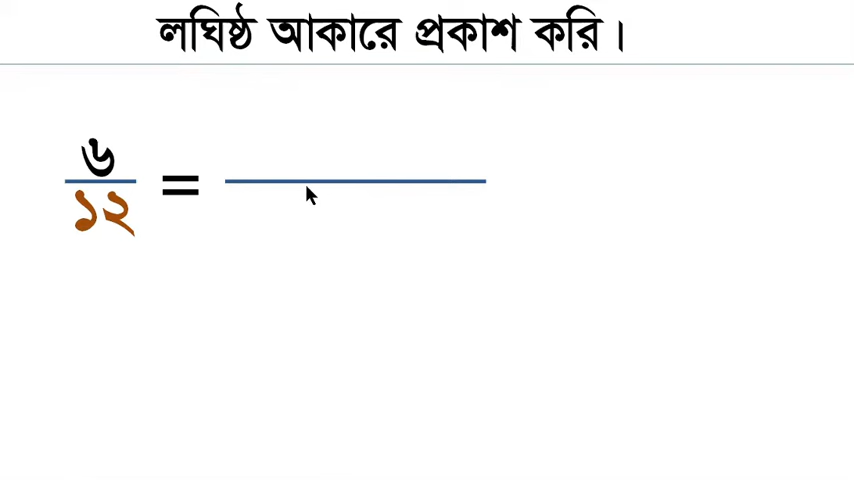 লঘিষ্ঠ আকারে প্রকাশ করি।
৬
=
১২